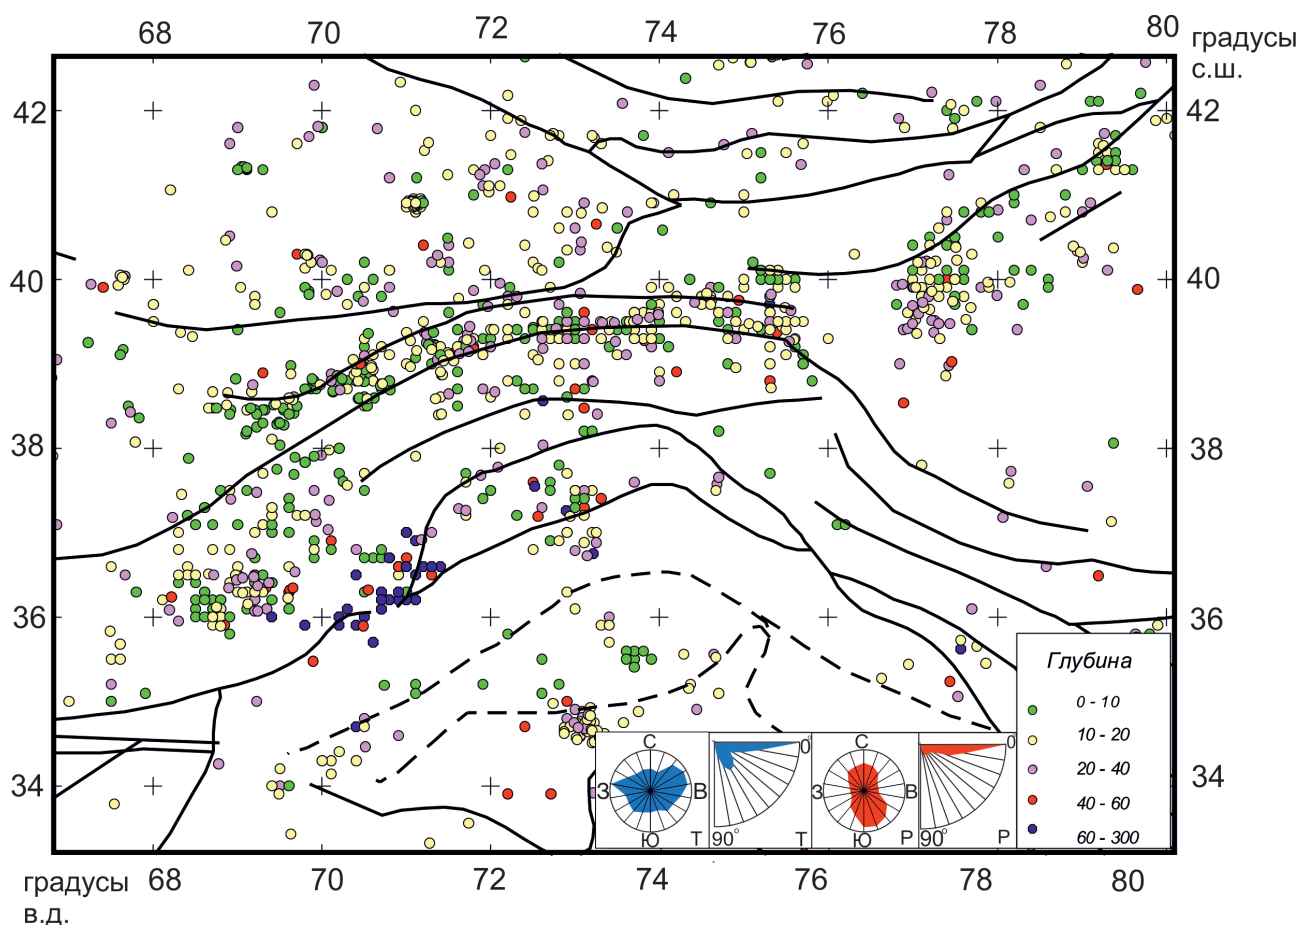 68 70 72 74 76 78 80
градусы
с.ш.
42 42
40 40
38 38
36 36
34 34
Глубина
0 - 10
10 - 20
20 - 40
40 - 60
60 - 300
С З В Ю Т
0° 90° Т
С З В Ю Р
0 90° Р
градусы
в.д.
68 70 72 74 76 78 80